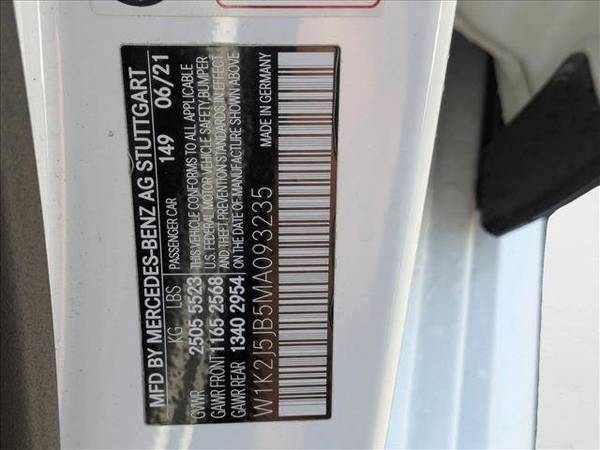 MFD BY MERCEDES-BENZ AG STUTTGART
149 06/21
KG LBS PASSENGER CAR
GVWR 2505 5523 THIS VEHICLE CONFORMS TO ALL APPLICABLE
GAWR FRONT 1165 2568 U.S. FEDERAL MOTOR VEHICLE SAFETY, BUMPER
AND THEFT PREVENTION STANDARDS IN EFFECT
GAWR REAR 1340 2954 ON THE DATE OF MANUFACTURE SHOWN ABOVE
W1K2J5JB5MA093235 MADE IN GERMANY